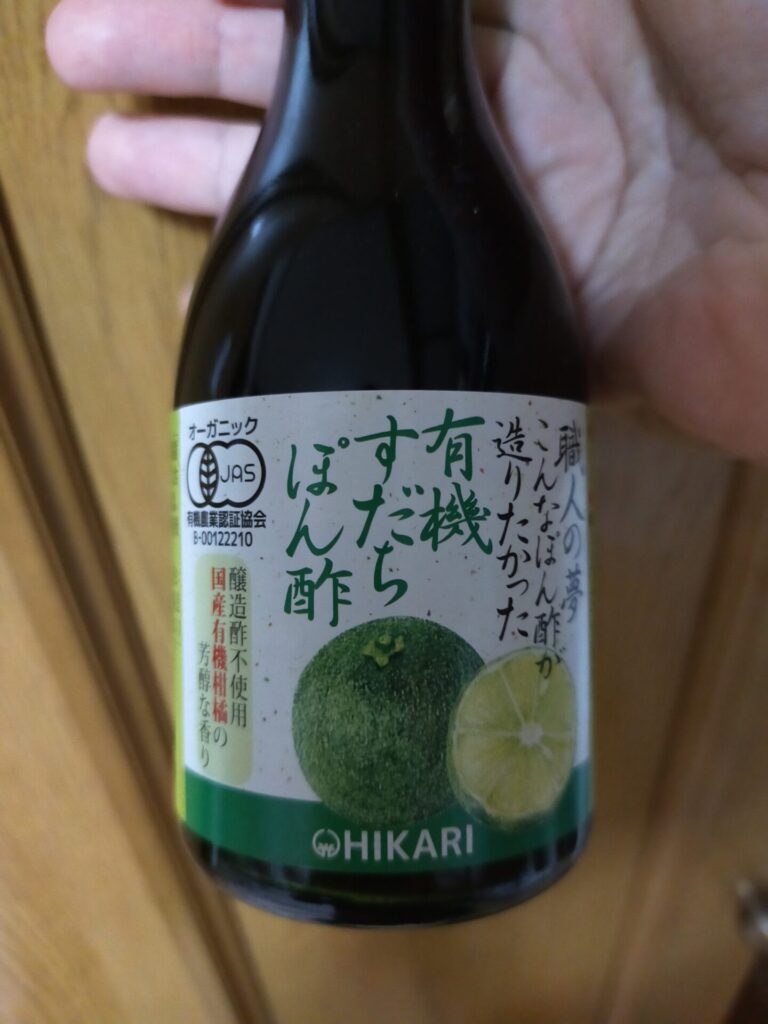 職人の夢
こんなぽん酢が
造りたかった
有機
すだち
ぽん酢
オーガニック
JAS
有機農業認証協会
B-00122210
醸造酢不使用
国産有機柑橘の
芳醇な香り
HIKARI